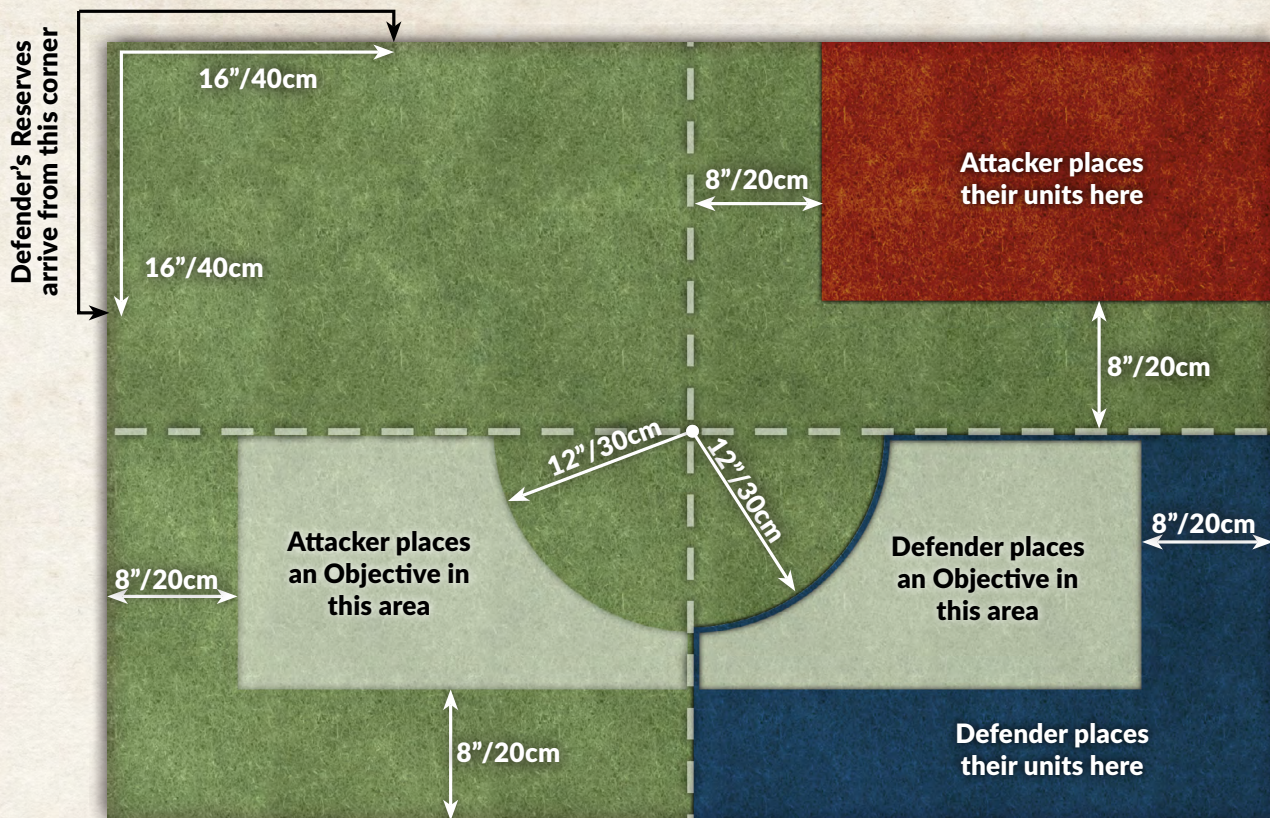 Defender’s Reserves
arrive from this corner
16”/40cm
16”/40cm
8”/20cm
Attacker places
their units here
8”/20cm
12”/30cm
12”/30cm
Attacker places
an Objective in
this area
8”/20cm
8”/20cm
Defender places
an Objective in
this area
8”/20cm
Defender places
their units here